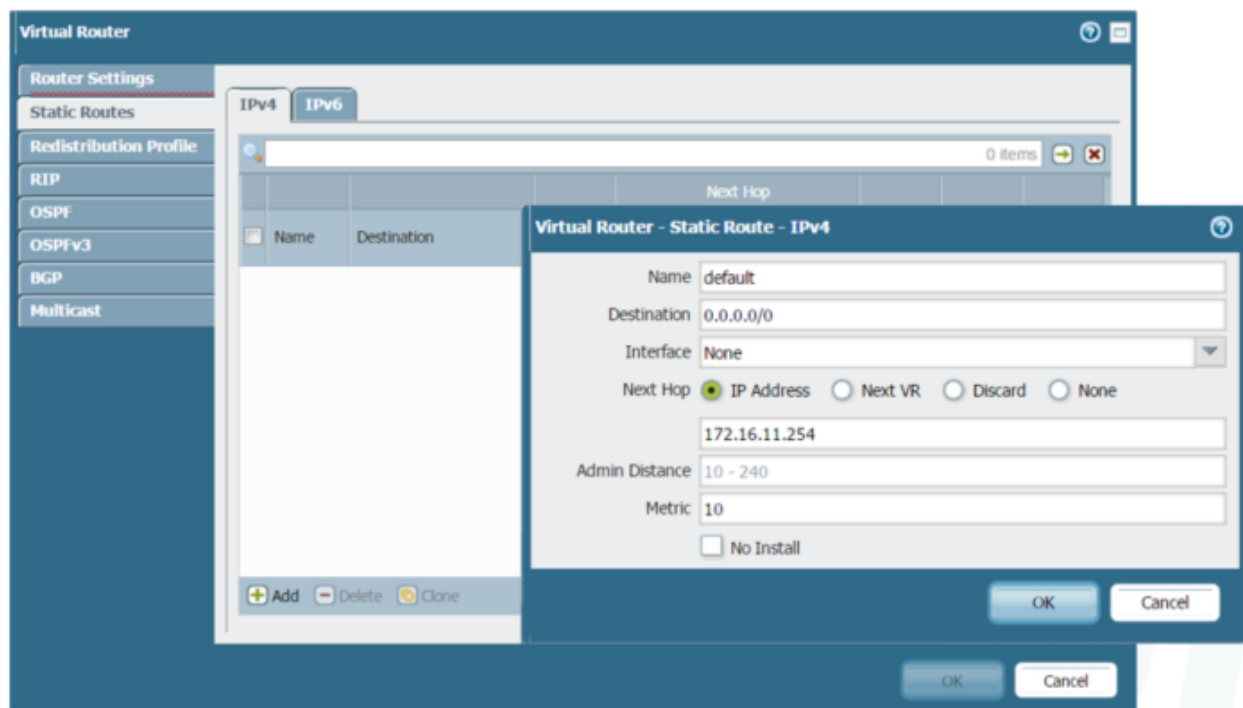 Virtual Router
Router Settings
Static Routes
Redistribution Profile
RIP
OSPF
OSPFv3
BGP
Multicast
IPv4 IPv6
0 items
Next Hop
Name Destination
Add Delete Clone
Virtual Router - Static Route - IPv4
Name default
Destination 0.0.0.0/0
Interface None
Next Hop IP Address Next VR Discard None
172.16.11.254
Admin Distance 10 - 240
Metric 10
No Install
OK Cancel
OK Cancel